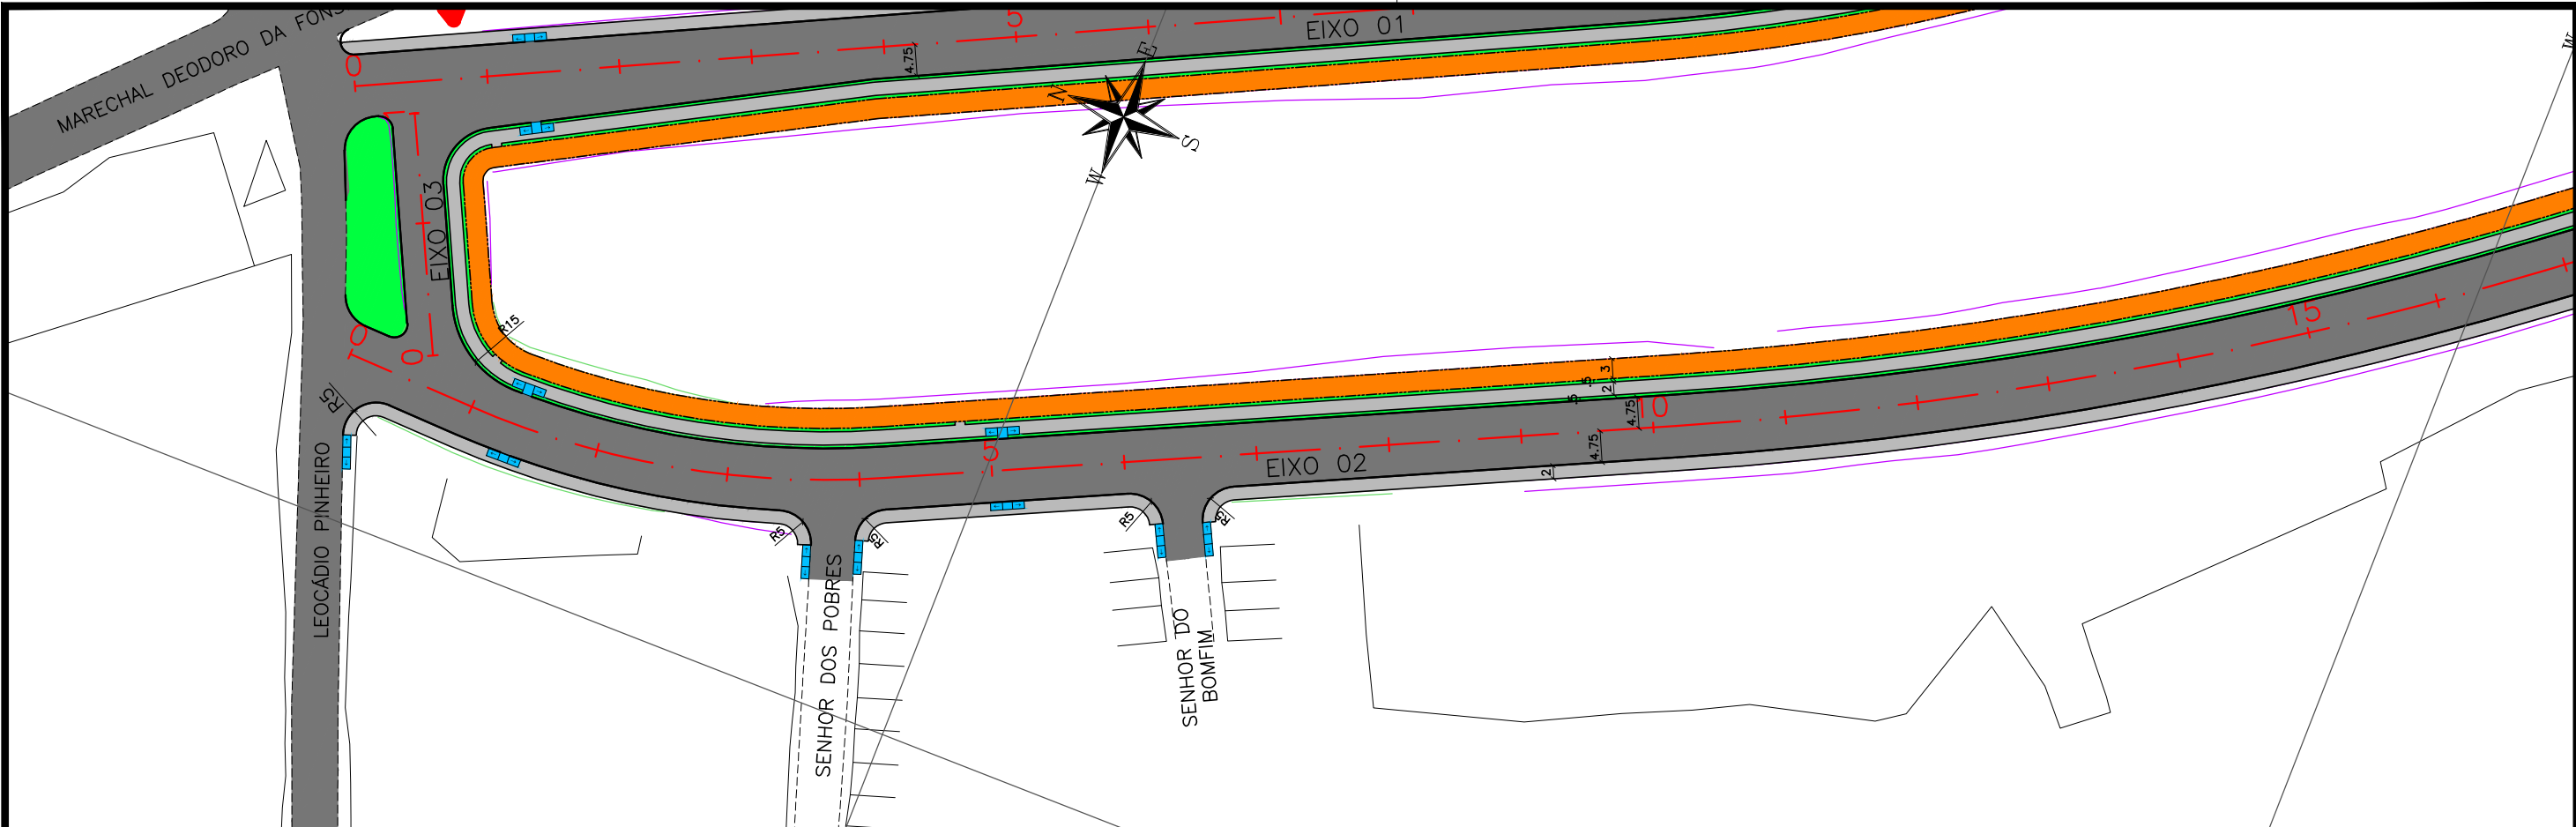 MARECHAL DEODORO DA FONS
0
5
EIXO 01
4.75
E
N
S
W
W
EIXO 03
0
0
R15
R5
LEOCÁDIO PINHEIRO
5
EIXO 02
10
15
.5
3
2
.5
4.75
4.75
2
R5
R5
R5
R5
SENHOR DOS POBRES
SENHOR DO
BOMFIM